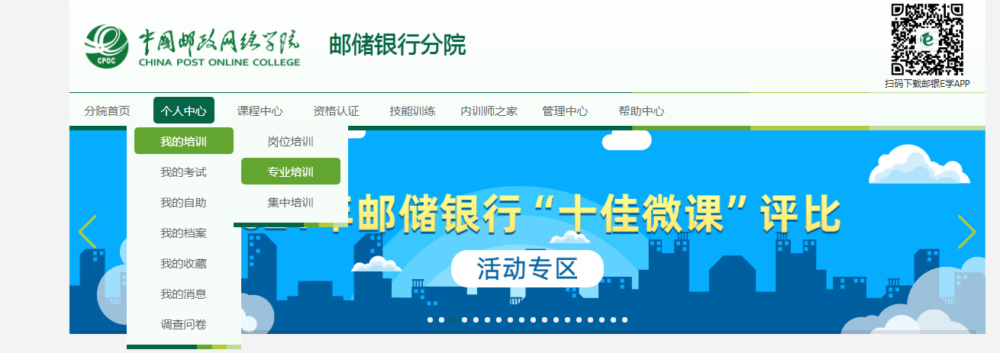 中国邮政网络学院
CHINA POST ONLINE COLLEGE
CPOC
邮储银行分院
扫码下载邮银E学APP
分院首页 个人中心 课程中心 资格认证 技能训练 内训师之家 管理中心 帮助中心
我的培训 岗位培训
我的考试 专业培训
我的自助 集中培训
我的档案
我的收藏
我的消息
调查问卷
年邮储银行“十佳微课”评比
活动专区